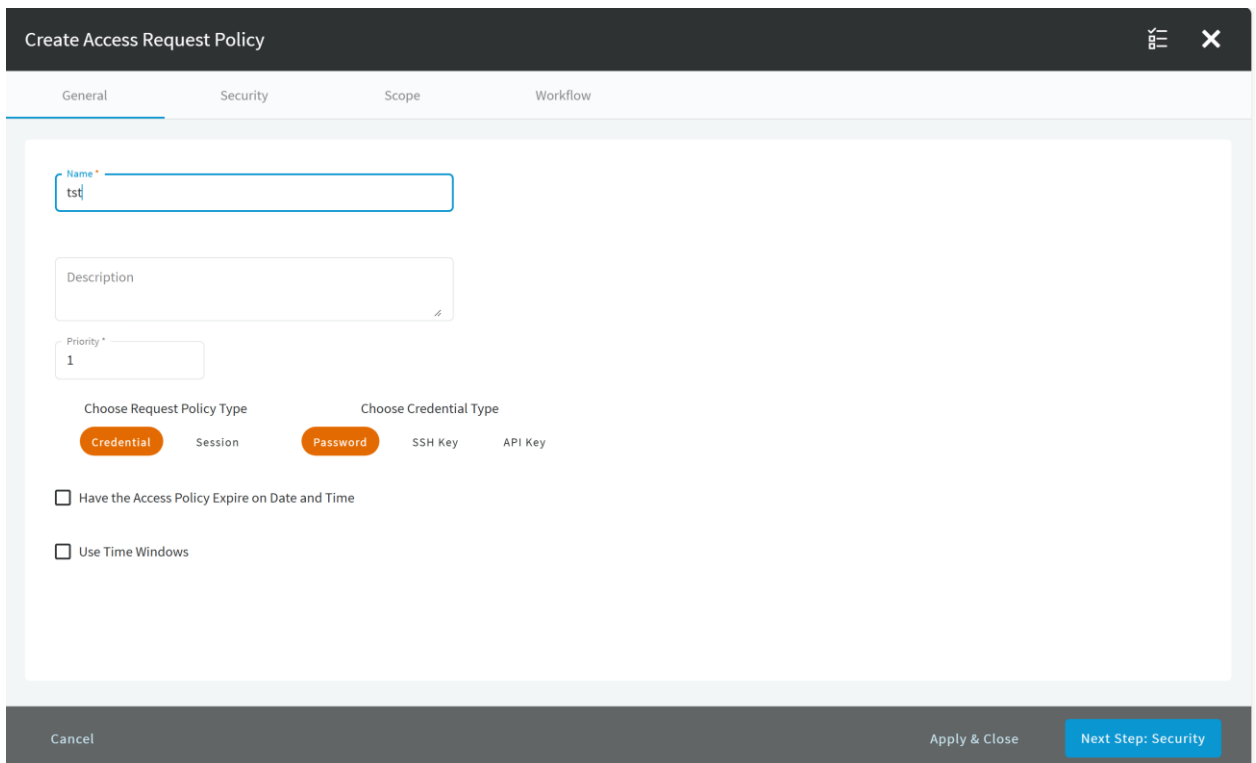 Create Access Request Policy
General Security Scope Workflow
Name *
tst
Description
Priority *
1
Choose Request Policy Type Choose Credential Type
Credential Session Password SSH Key API Key
Have the Access Policy Expire on Date and Time
Use Time Windows
Cancel Apply & Close Next Step: Security